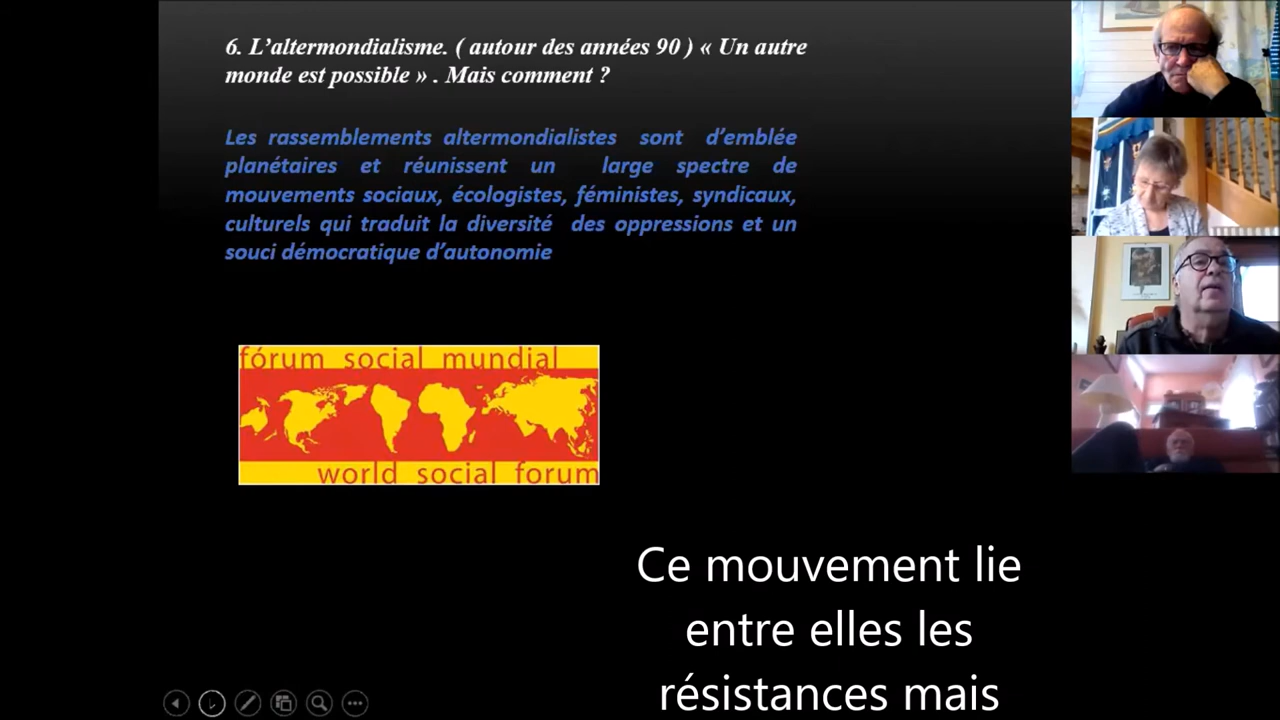 6. L’altermondialisme. ( autour des années 90 ) « Un autre
monde est possible » . Mais comment ?
Les rassemblements altermondialistes sont d’emblée
planétaires et réunissent un large spectre de
mouvements sociaux, écologistes, féministes, syndicaux,
culturels qui traduit la diversité des oppressions et un
souci démocratique d’autonomie
fórum social mundial
world social forum
Ce mouvement lie
entre elles les
résistances mais